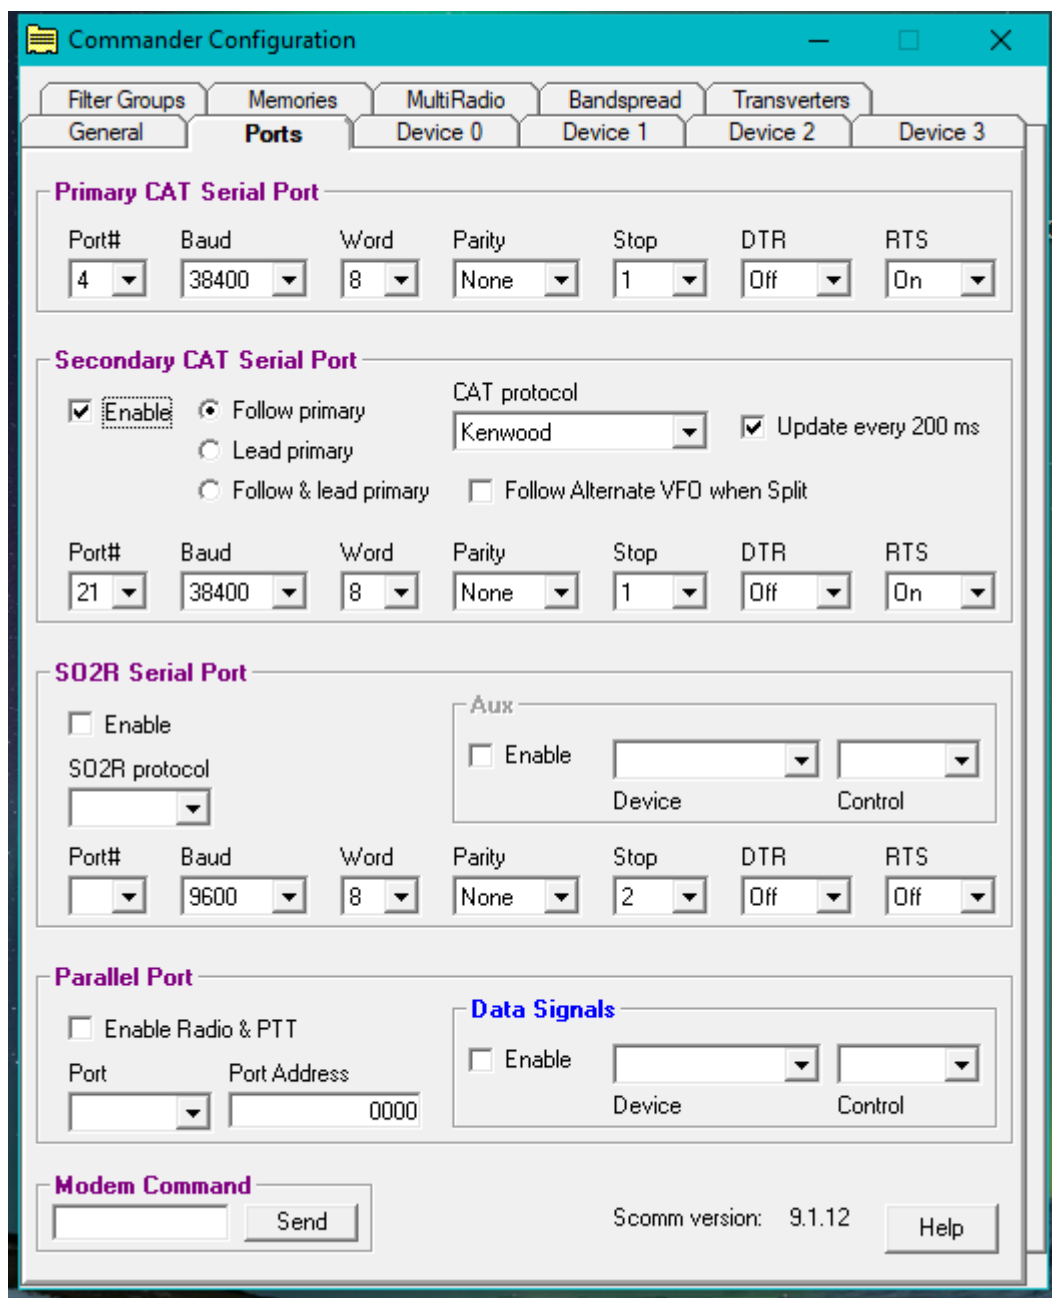 Commander Configuration
Filter Groups Memories MultiRadio Bandspread Transverters
General Ports Device 0 Device 1 Device 2 Device 3
Primary CAT Serial Port
Port# Baud Word Parity Stop DTR RTS
4 38400 8 None 1 Off On
Secondary CAT Serial Port
CAT protocol
Enable Follow primary Kenwood Update every 200 ms
Lead primary
Follow & lead primary Follow Alternate VFO when Split
Port# Baud Word Parity Stop DTR RTS
21 38400 8 None 1 Off On
SO2R Serial Port
Aux
Enable
Enable
SO2R protocol
Device Control
Port# Baud Word Parity Stop DTR RTS
9600 8 None 2 Off Off
Parallel Port
Data Signals
Enable Radio & PTT
Enable
Port Port Address
0000
Device Control
Modem Command
Send Scomm version: 9.1.12 Help